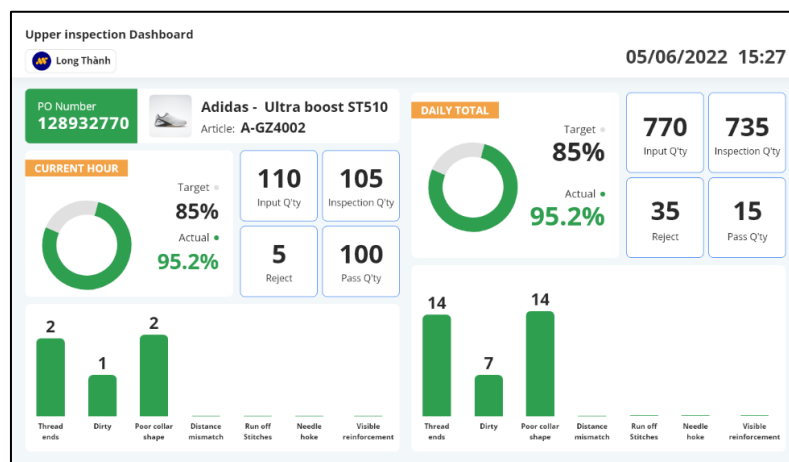 Upper inspection Dashboard
Long Thành
05/06/2022 15:27
PO Number
128932770
Adidas - Ultra boost ST510
Article: A-GZ4002
CURRENT HOUR
Target
85%
Actual
95.2%
110
Input Q'ty
105
Inspection Q'ty
5
Reject
100
Pass Q'ty
2
1
2
Thread
ends
Dirty
Poor collar
shape
Distance
mismatch
Run off
Stitches
Needle
hoke
Visible
reinforcement
DAILY TOTAL
Target
85%
Actual
95.2%
770
Input Q'ty
735
Inspection Q'ty
35
Reject
15
Pass Q'ty
14
7
14
Thread
ends
Dirty
Poor collar
shape
Distance
mismatch
Run off
Stitches
Needle
hoke
Visible
reinforcement